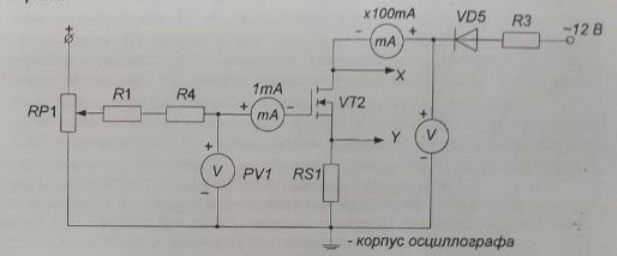 x100mA
VD5
R3
~12 В
mA
X
1mA
R1
R4
RP1
mA
VT2
Y
V
V
PV1
RS1
- корпус осциллографа